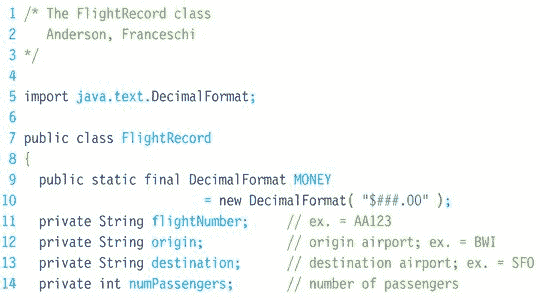 1 /* The FlightRecord class
2    Anderson, Franceschi
3 */
4
5 import java.text.DecimalFormat;
6
7 public class FlightRecord
8 {
9   public static final DecimalFormat MONEY
10                      = new DecimalFormat( "$###.00" );
11   private String flightNumber;     // ex. = AA123
12   private String origin;           // origin airport; ex. = BWI
13   private String destination;      // destination airport; ex. = SFO
14   private int numPassengers;       // number of passengers